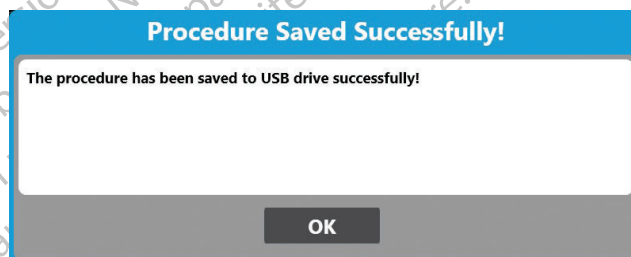 Procedure Saved Successfully!
The procedure has been saved to USB drive successfully!
OK